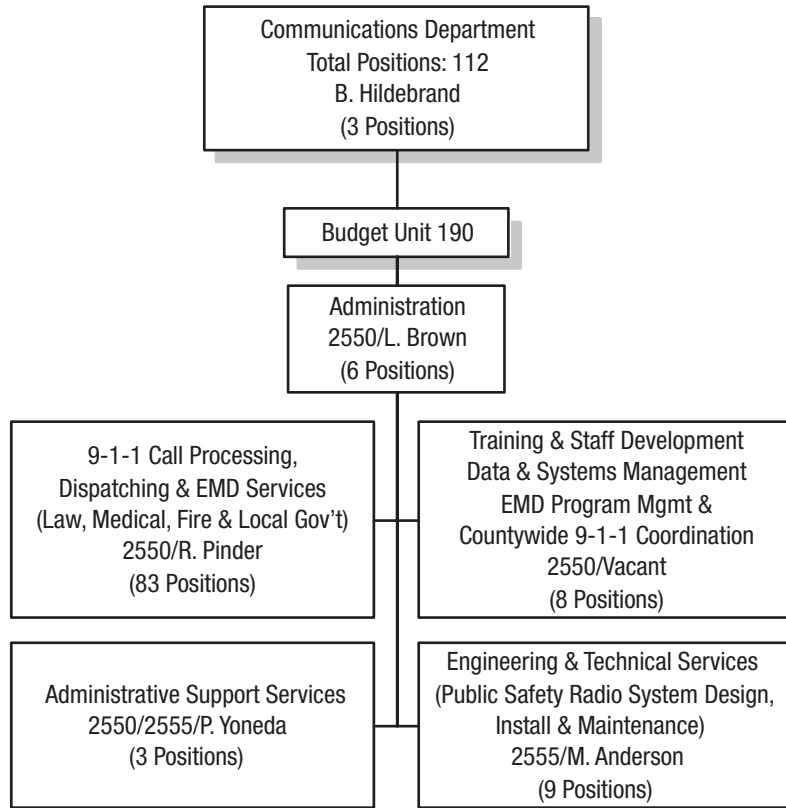 Communications Department
Total Positions: 112
B. Hildebrand
(3 Positions)
Budget Unit 190
Administration
2550/L. Brown
(6 Positions)
9-1-1 Call Processing,
Dispatching & EMD Services
(Law, Medical, Fire & Local Gov't)
2550/R. Pinder
(83 Positions)
Training & Staff Development
Data & Systems Management
EMD Program Mgmt &
Countywide 9-1-1 Coordination
2550/Vacant
(8 Positions)
Administrative Support Services
2550/2555/P. Yoneda
(3 Positions)
Engineering & Technical Services
(Public Safety Radio System Design,
Install & Maintenance)
2555/M. Anderson
(9 Positions)